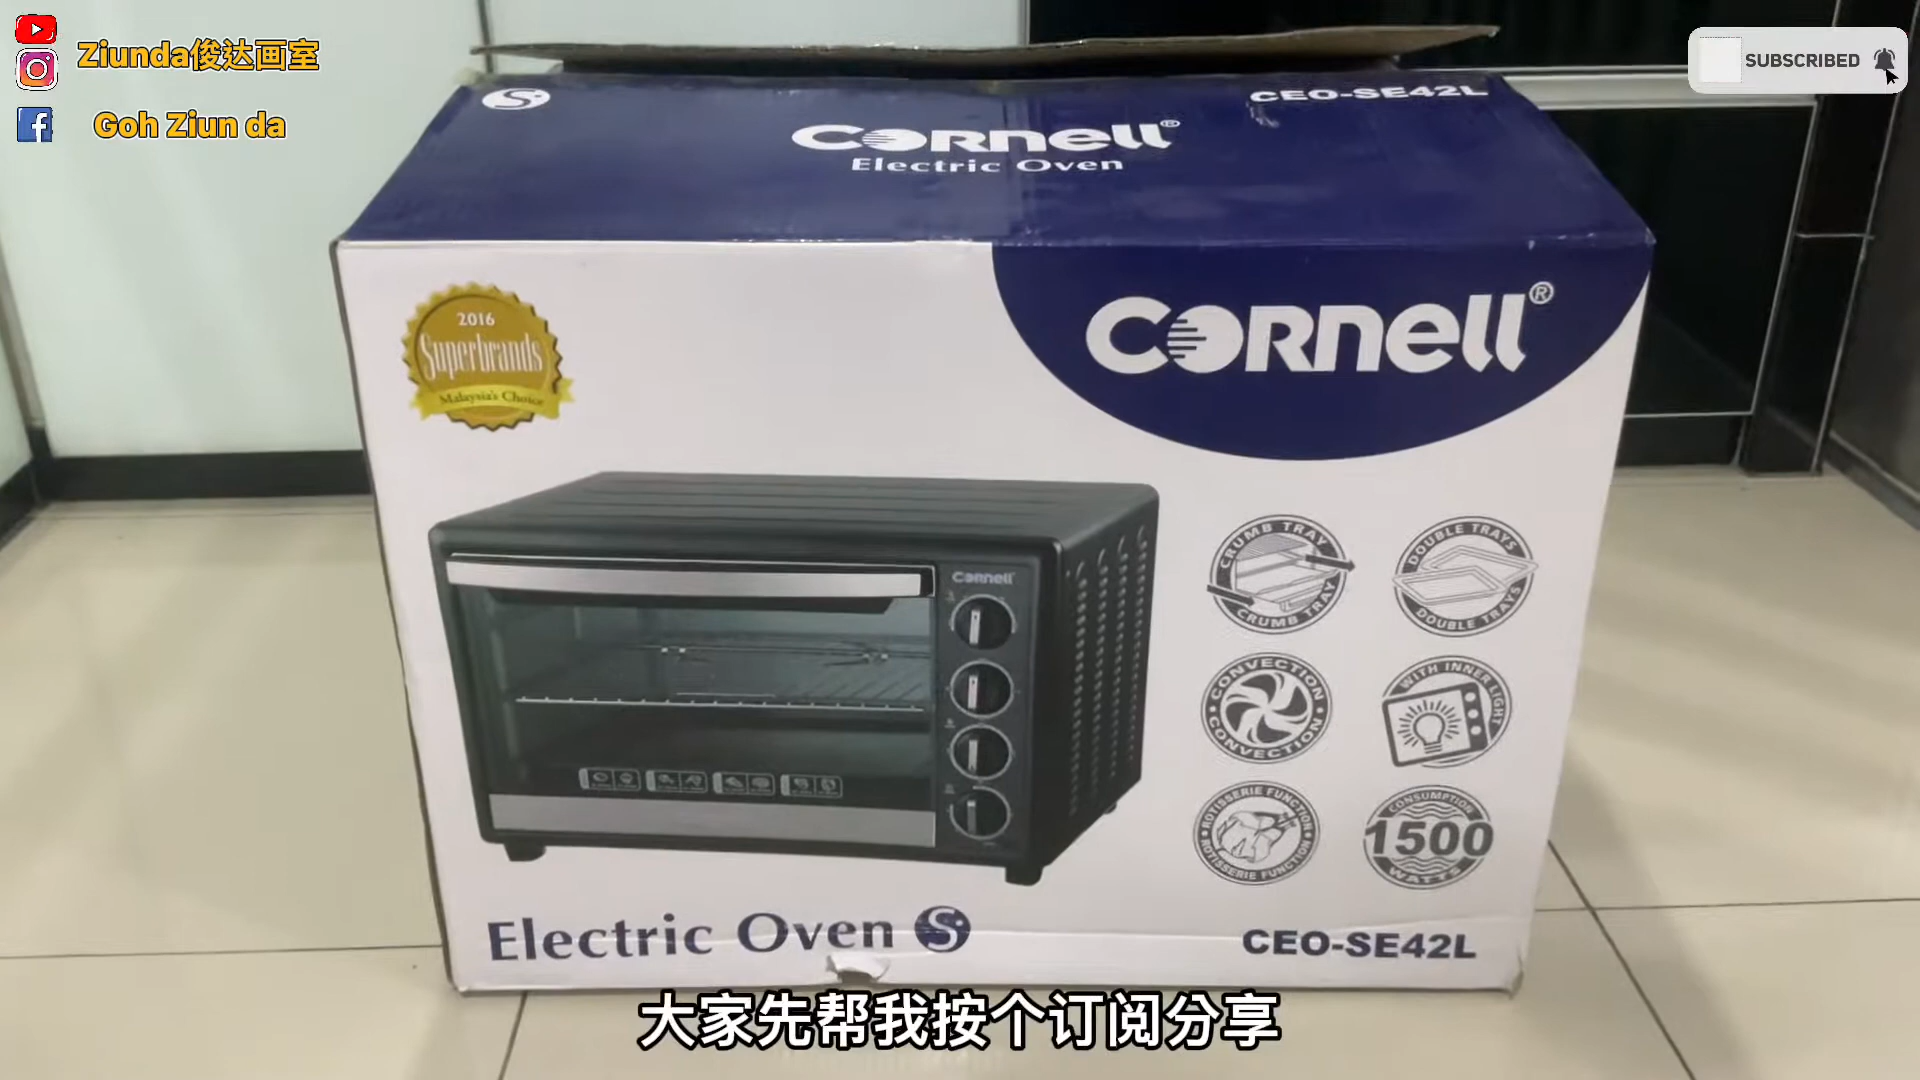 Ziunda俊达画室
Goh Ziun da
SUBSCRIBED
S
CEO-SE42L
Cornell®
Electric Oven
2016
Superbrands
Malaysia's Choice
Cornell®
Cornell
CRUMB TRAY
CRUMB TRAY
DOUBLE TRAYS
DOUBLE TRAYS
CONVECTION
CONVECTION
WITH INNER LIGHT
ROTISSERIE FUNCTION
ROTISSERIE FUNCTION
CONSUMPTION
1500
WATTS
Electric Oven S
CEO-SE42L
大家先帮我按个订阅分享